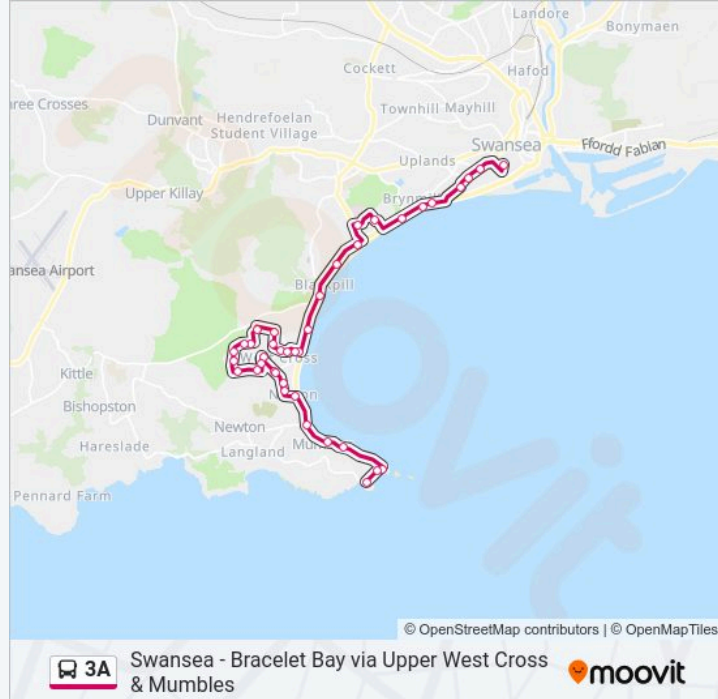 Landore
Bonymaen
Cockett
Hafod
Townhill Mayhill
hree Crosses
Dunvant
Hendrefoelan
Student Village
Swansea
Ffordd Fabian
Uplands
Upper Killay
Brynmill
ansea Airport
Blackpill
West Cross
Kittle
Bishopston
Norton
Newton
Hareslade
Langland
Pennard Farm
© OpenStreetMap contributors | © OpenMapTiles
3A
Swansea - Bracelet Bay via Upper West Cross
& Mumbles
moovit